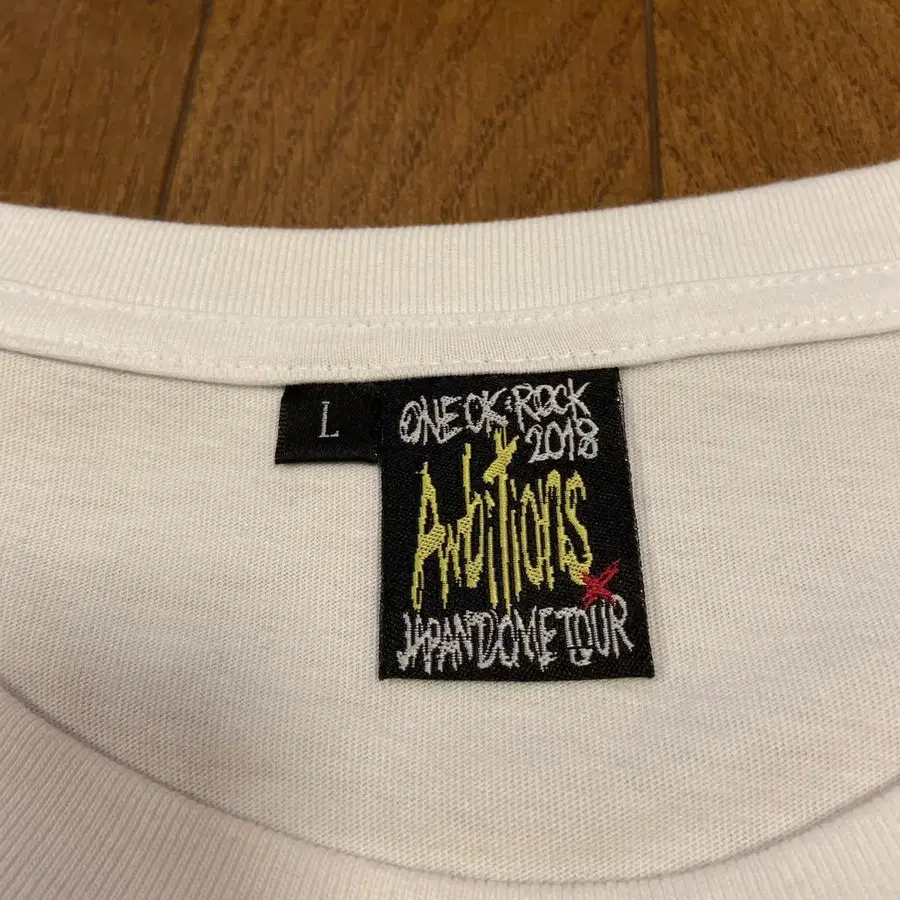 L
ONE OK ROCK
2018
Ambitions
JAPAN DOME TOUR